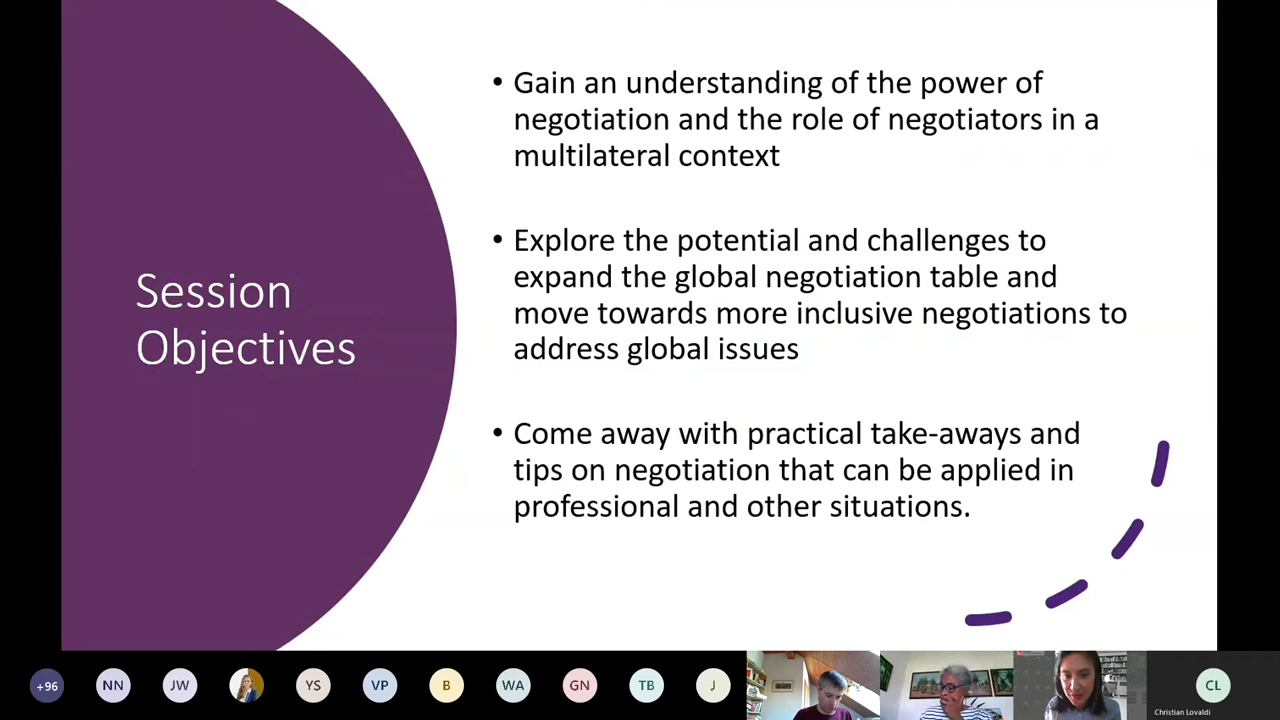 Session
Objectives
• Gain an understanding of the power of
negotiation and the role of negotiators in a
multilateral context
• Explore the potential and challenges to
expand the global negotiation table and
move towards more inclusive negotiations to
address global issues
• Come away with practical take-aways and
tips on negotiation that can be applied in
professional and other situations.
+96 NN JW YS VP B WA GN TB J CL
Christian Lovaldi